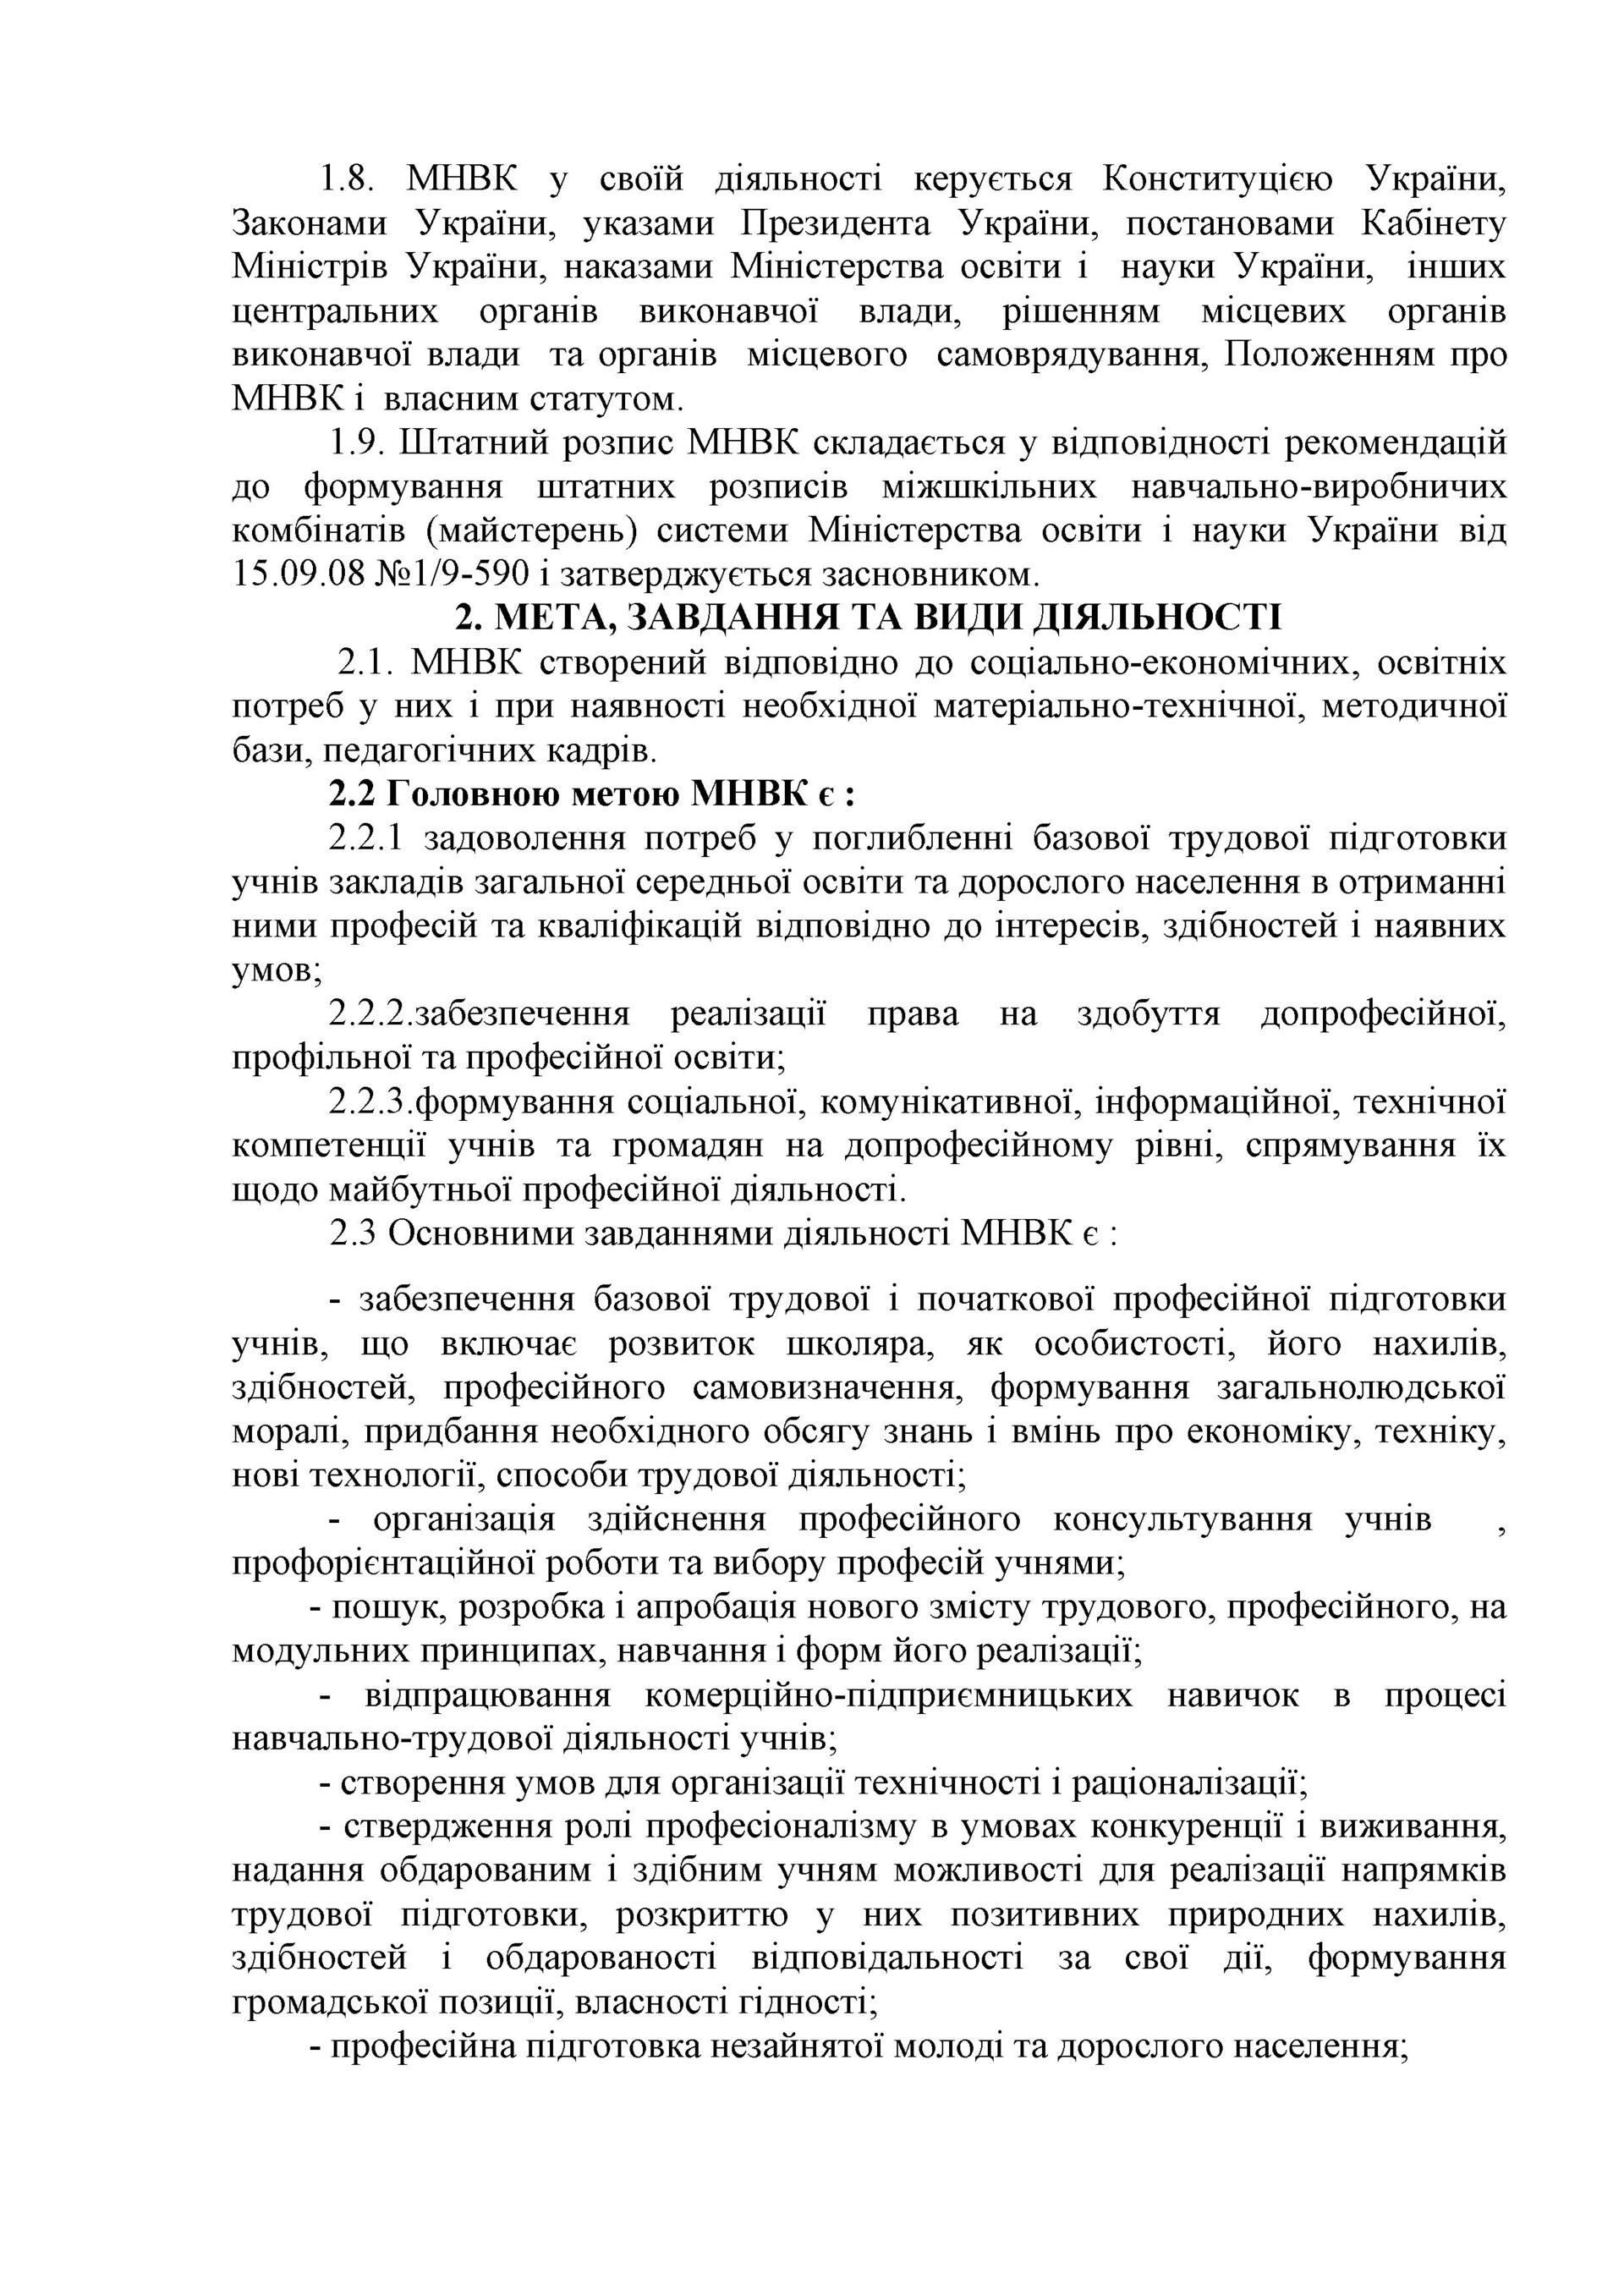 1.8. МНВК у своїй діяльності керується Конституцією України,
Законами України, указами Президента України, постановами Кабінету
Міністрів України, наказами Міністерства освіти і науки України, інших
центральних органів виконавчої влади, рішенням місцевих органів
виконавчої влади та органів місцевого самоврядування, Положенням про
МНВК і власним статутом.
1.9. Штатний розпис МНВК складається у відповідності рекомендацій
до формування штатних розписів міжшкільних навчально-виробничих
комбінатів (майстерень) системи Міністерства освіти і науки України від
15.09.08 №1/9-590 і затверджується засновником.
2. МЕТА, ЗАВДАННЯ ТА ВИДИ ДІЯЛЬНОСТІ
2.1. МНВК створений відповідно до соціально-економічних, освітніх
потреб у них і при наявності необхідної матеріально-технічної, методичної
бази, педагогічних кадрів.
2.2 Головною метою МНВК є :
2.2.1 задоволення потреб у поглибленні базової трудової підготовки
учнів закладів загальної середньої освіти та дорослого населення в отриманні
ними професій та кваліфікацій відповідно до інтересів, здібностей і наявних
умов;
2.2.2.забезпечення реалізації права на здобуття допрофесійної,
профільної та професійної освіти;
2.2.3.формування соціальної, комунікативної, інформаційної, технічної
компетенції учнів та громадян на допрофесійному рівні, спрямування їх
щодо майбутньої професійної діяльності.
2.3 Основними завданнями діяльності МНВК є :
- забезпечення базової трудової і початкової професійної підготовки
учнів, що включає розвиток школяра, як особистості, його нахилів,
здібностей, професійного самовизначення, формування загальнолюдської
моралі, придбання необхідного обсягу знань і вмінь про економіку, техніку,
нові технології, способи трудової діяльності;
- організація здійснення професійного консультування учнів ,
профорієнтаційної роботи та вибору професій учнями;
- пошук, розробка і апробація нового змісту трудового, професійного, на
модульних принципах, навчання і форм його реалізації;
- відпрацювання комерційно-підприємницьких навичок в процесі
навчально-трудової діяльності учнів;
- створення умов для організації технічності і раціоналізації;
- ствердження ролі професіоналізму в умовах конкуренції і виживання,
надання обдарованим і здібним учням можливості для реалізації напрямків
трудової підготовки, розкриттю у них позитивних природних нахилів,
здібностей і обдарованості відповідальності за свої дії, формування
громадської позиції, власності гідності;
- професійна підготовка незайнятої молоді та дорослого населення;